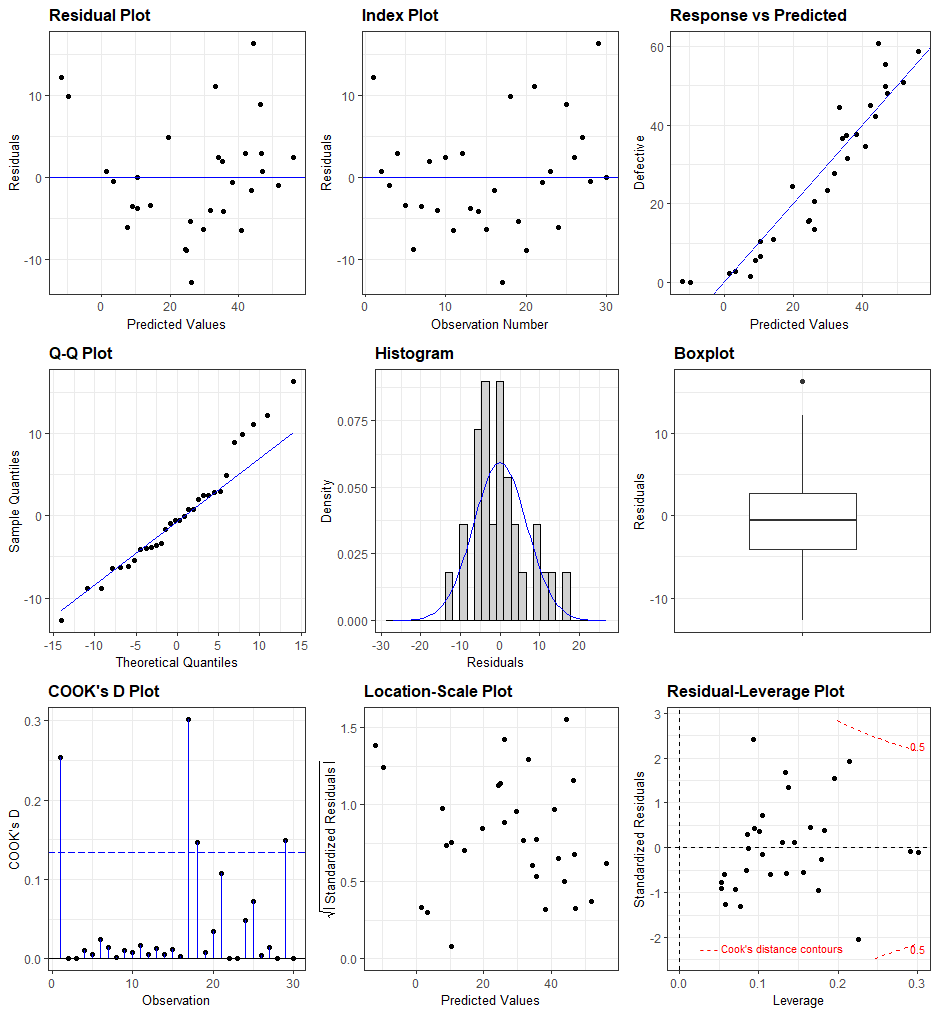 Residual Plot
Residuals
10
0
-10
0
20
40
Predicted Values
Index Plot
Residuals
10
0
-10
0
10
20
30
Observation Number
Response vs Predicted
Defective
60
40
20
0
0
20
40
Predicted Values
Q-Q Plot
Sample Quantiles
10
0
-10
-15
-10
-5
0
5
10
15
Theoretical Quantiles
Histogram
Density
0.075
0.050
0.025
0.000
-30
-20
-10
0
10
20
Residuals
Boxplot
Residuals
10
0
-10
COOK's D Plot
COOK's D
0.3
0.2
0.1
0.0
0
10
20
30
Observation
Location-Scale Plot
√| Standardized Residuals |
1.5
1.0
0.5
0.0
0
20
40
Predicted Values
Residual-Leverage Plot
Standardized Residuals
3
2
1
0
-1
-2
0.5
0.5
Cook's distance contours
0.0
0.1
0.2
0.3
Leverage